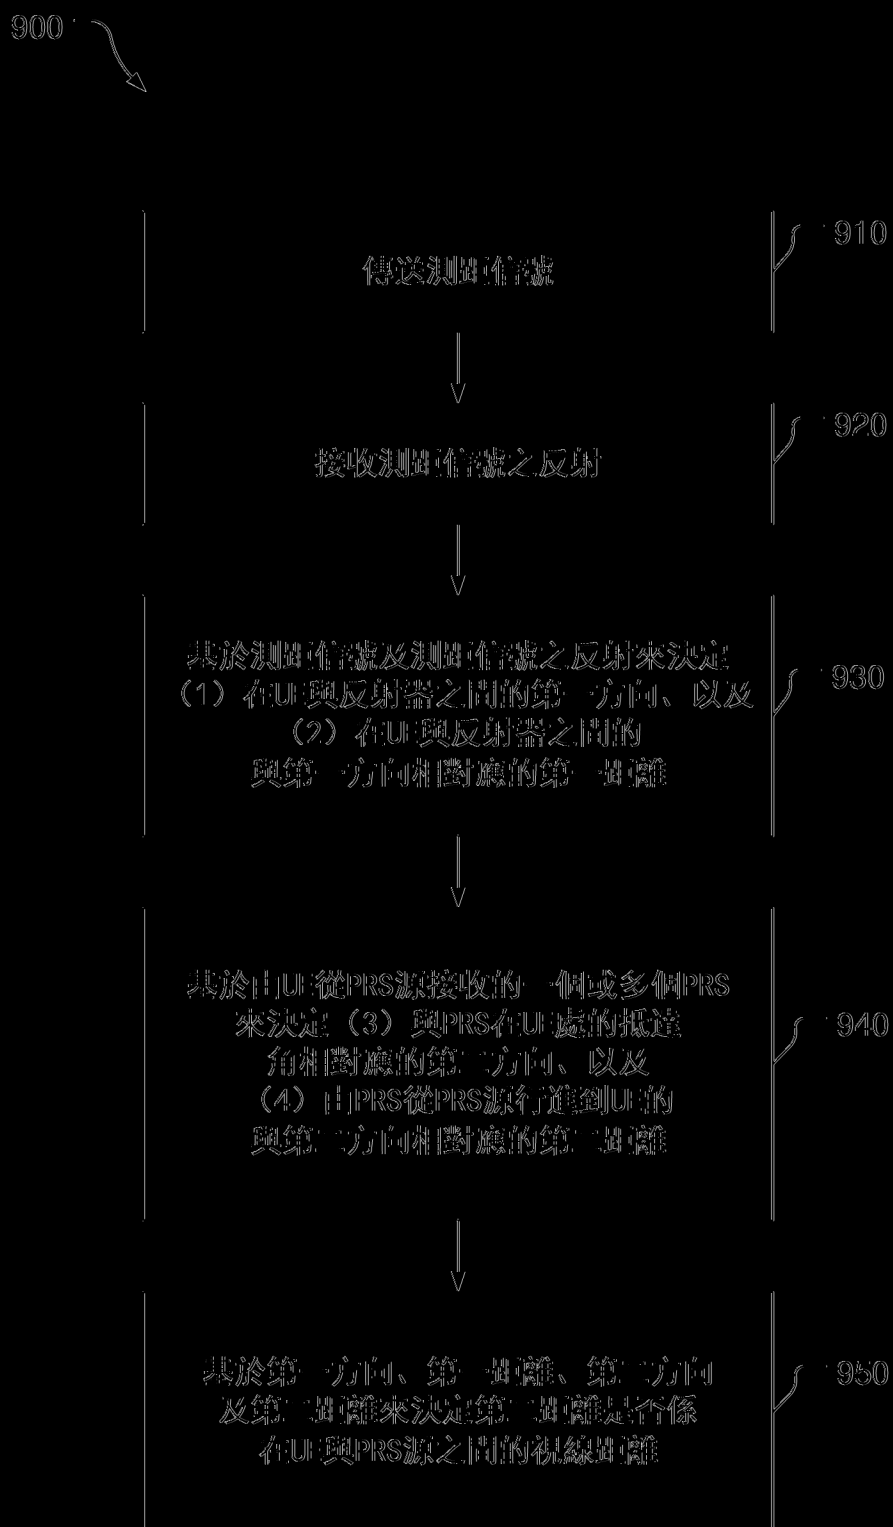 900
傳送測距信號
910
接收測距信號之反射
920
基於測距信號及測距信號之反射來決定
(1)在UE與反射器之間的第一方向、以及
(2)在UE與反射器之間的
與第一方向相對應的第一距離
930
基於由UE從PRS源接收的一個或多個PRS
來決定(3)與PRS在UE處的抵達
角相對應的第二方向、以及
(4)由PRS從PRS源行進到UE的
與第二方向相對應的第二距離
940
基於第一方向、第一距離、第二方向
及第二距離來決定第二距離是否係
在UE與PRS源之間的視線距離
950